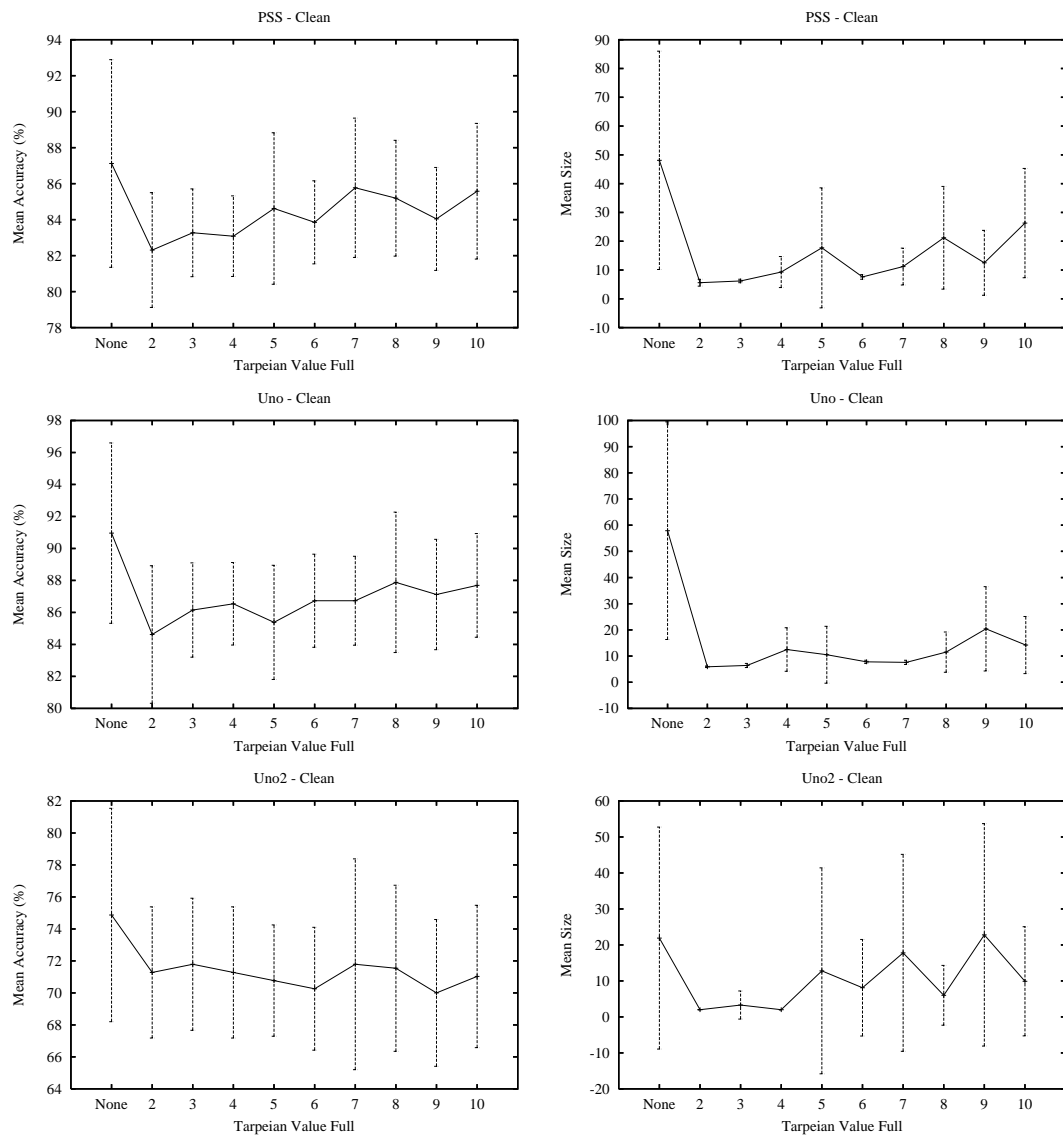 PSS - Clean
94
92
90
88
86
84
82
80
78
Mean Accuracy (%)
None 2 3 4 5 6 7 8 9 10
Tarpeian Value Full
PSS - Clean
90
80
70
60
50
40
30
20
10
0
-10
Mean Size
None 2 3 4 5 6 7 8 9 10
Tarpeian Value Full
Uno - Clean
98
96
94
92
90
88
86
84
82
80
Mean Accuracy (%)
None 2 3 4 5 6 7 8 9 10
Tarpeian Value Full
Uno - Clean
100
90
80
70
60
50
40
30
20
10
0
-10
Mean Size
None 2 3 4 5 6 7 8 9 10
Tarpeian Value Full
Uno2 - Clean
82
80
78
76
74
72
70
68
66
64
Mean Accuracy (%)
None 2 3 4 5 6 7 8 9 10
Tarpeian Value Full
Uno2 - Clean
60
50
40
30
20
10
0
-10
-20
Mean Size
None 2 3 4 5 6 7 8 9 10
Tarpeian Value Full